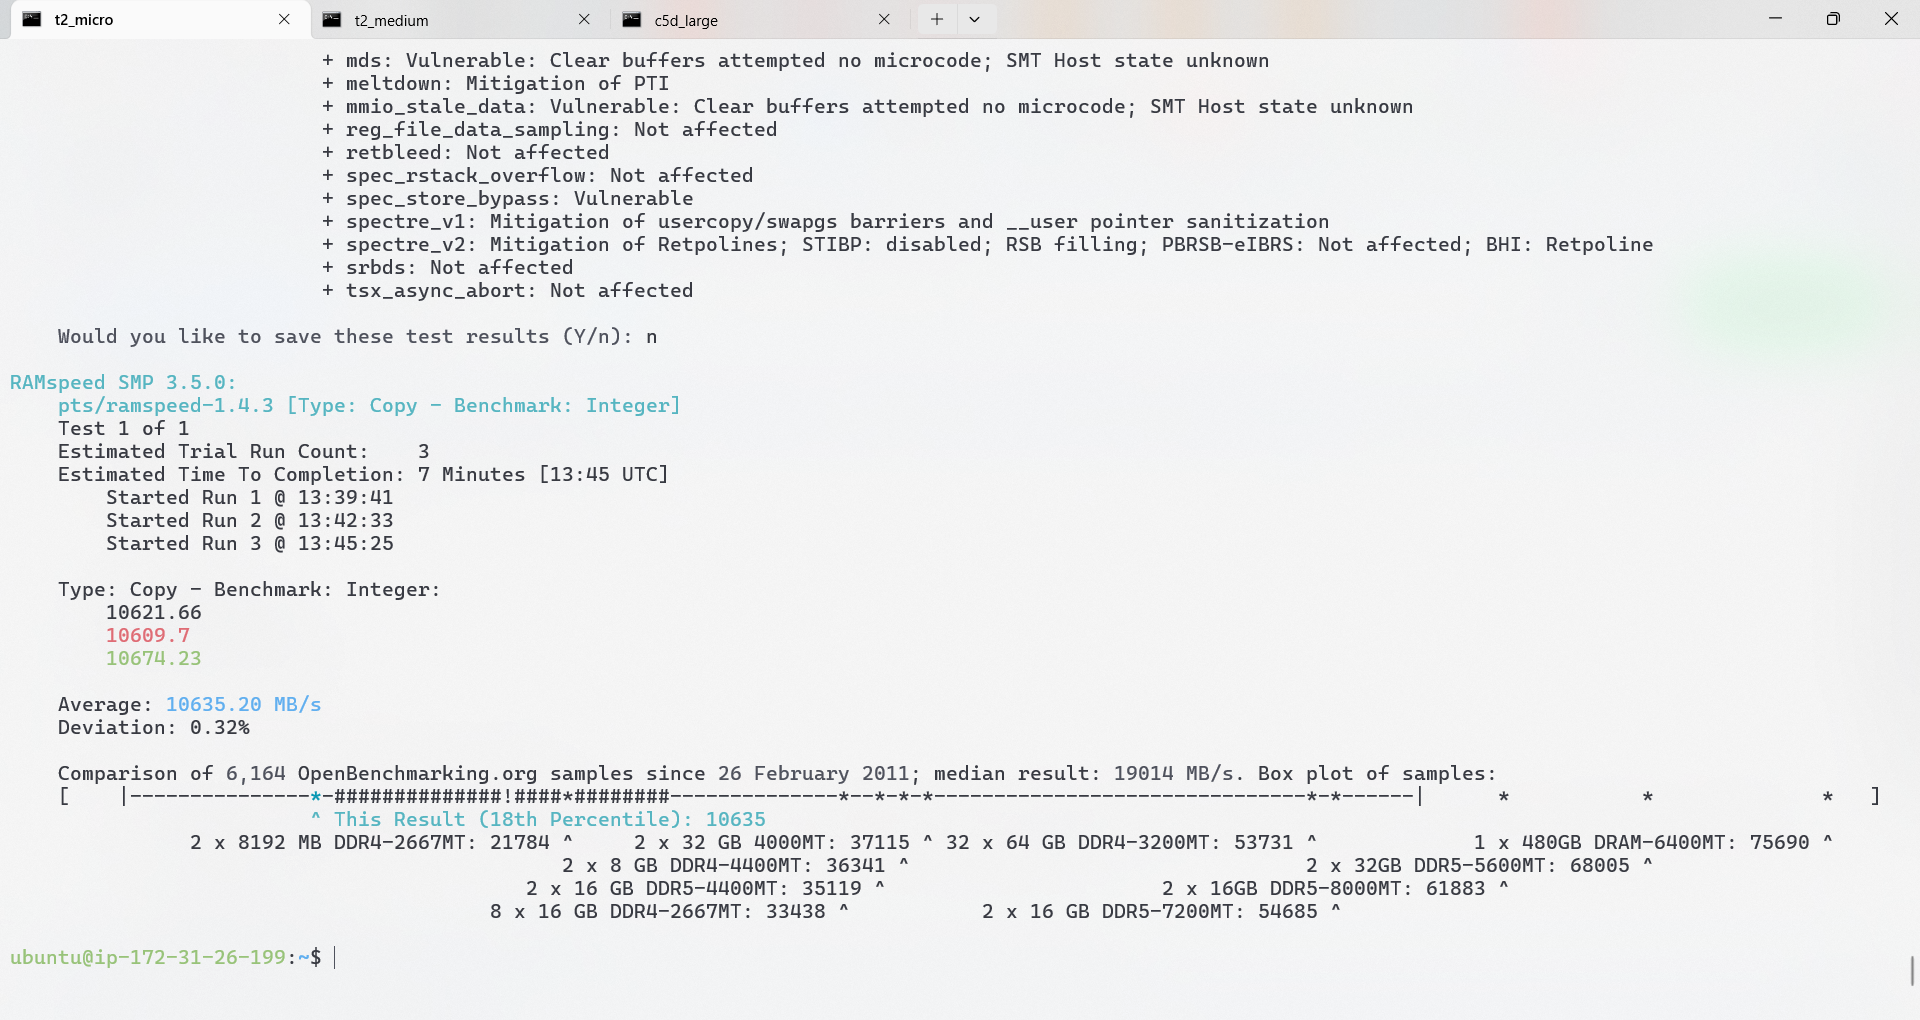 t2_micro
t2_medium
c5d_large
+ mds: Vulnerable: Clear buffers attempted no microcode; SMT Host state unknown
+ meltdown: Mitigation of PTI
+ mmio_stale_data: Vulnerable: Clear buffers attempted no microcode; SMT Host state unknown
+ reg_file_data_sampling: Not affected
+ retbleed: Not affected
+ spec_rstack_overflow: Not affected
+ spec_store_bypass: Vulnerable
+ spectre_v1: Mitigation of usercopy/swapgs barriers and __user pointer sanitization
+ spectre_v2: Mitigation of Retpolines; STIBP: disabled; RSB filling; PBRSB-eIBRS: Not affected; BHI: Retpoline
+ srbds: Not affected
+ tsx_async_abort: Not affected
Would you like to save these test results (Y/n): n
RAMspeed SMP 3.5.0:
pts/ramspeed-1.4.3 [Type: Copy - Benchmark: Integer]
Test 1 of 1
Estimated Trial Run Count:    3
Estimated Time To Completion: 7 Minutes [13:45 UTC]
Started Run 1 @ 13:39:41
Started Run 2 @ 13:42:33
Started Run 3 @ 13:45:25
Type: Copy - Benchmark: Integer:
10621.66
10609.7
10674.23
Average: 10635.20 MB/s
Deviation: 0.32%
Comparison of 6,164 OpenBenchmarking.org samples since 26 February 2011; median result: 19014 MB/s. Box plot of samples:
[    |---------------*-##############!####*########--------------*--*-*-*-------------------------------*-*------|      *           *              *   ]
^ This Result (18th Percentile): 10635
2 x 8192 MB DDR4-2667MT: 21784 ^     2 x 32 GB 4000MT: 37115 ^ 32 x 64 GB DDR4-3200MT: 53731 ^             1 x 480GB DRAM-6400MT: 75690 ^
2 x 8 GB DDR4-4400MT: 36341 ^                                 2 x 32GB DDR5-5600MT: 68005 ^
2 x 16 GB DDR5-4400MT: 35119 ^                       2 x 16GB DDR5-8000MT: 61883 ^
8 x 16 GB DDR4-2667MT: 33438 ^           2 x 16 GB DDR5-7200MT: 54685 ^
ubuntu@ip-172-31-26-199:~$